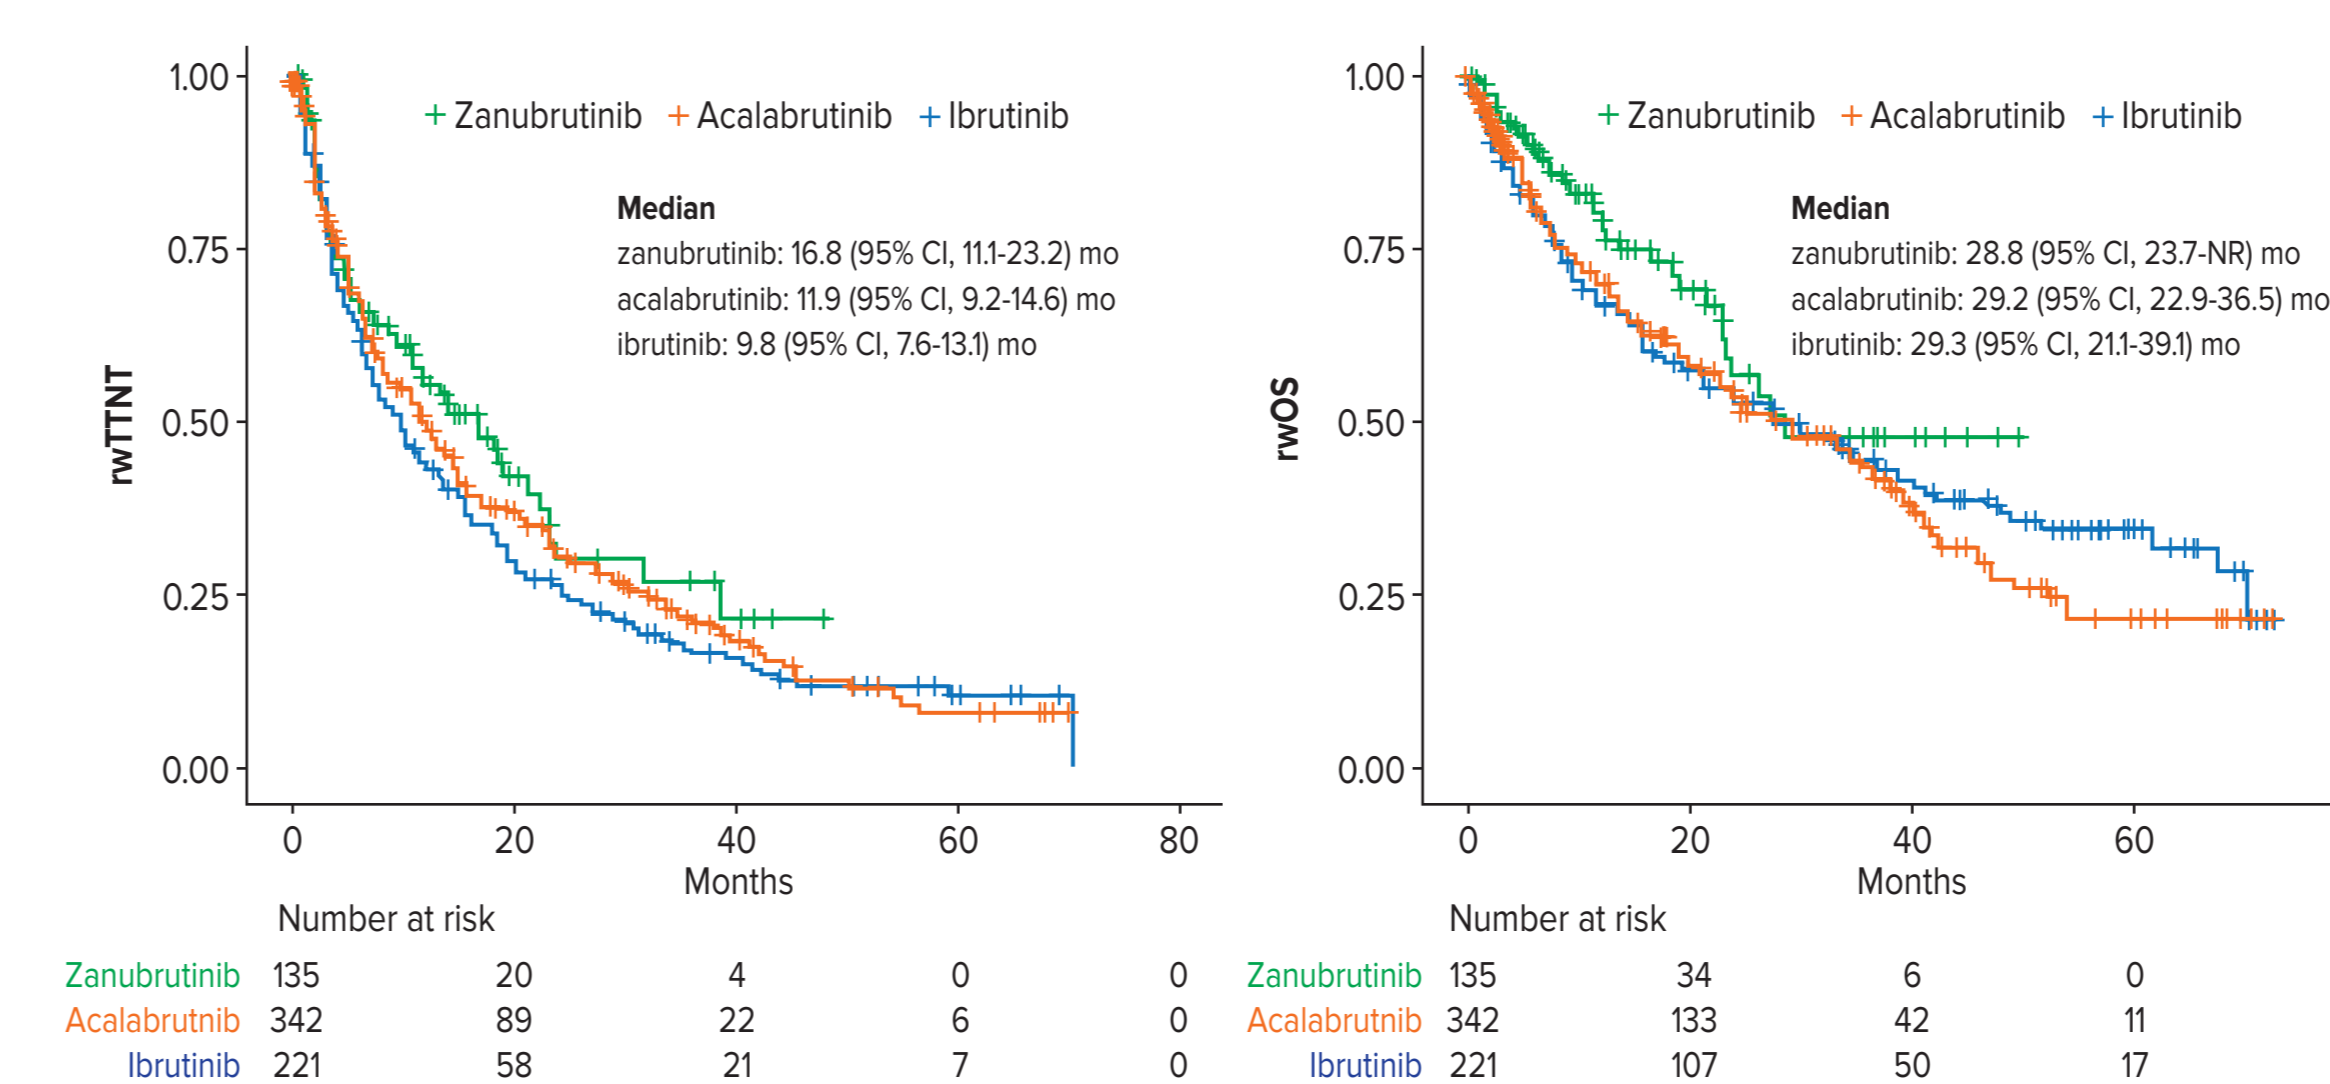 1.00
0.75
0.50
0.25
0.00
rwTTNT
Zanubrutinib Acalabrutinib Ibrutinib
Median
zanubrutinib: 16.8 (95% CI, 11.1-23.2) mo
acalabrutinib: 11.9 (95% CI, 9.2-14.6) mo
ibrutinib: 9.8 (95% CI, 7.6-13.1) mo
0 20 40 60 80
Months
Number at risk
Zanubrutinib 135 20 4 0 0
Acalabrutnib 342 89 22 6 0
Ibrutinib 221 58 21 7 0
1.00
0.75
0.50
0.25
0.00
rwOS
Zanubrutinib Acalabrutinib Ibrutinib
Median
zanubrutinib: 28.8 (95% CI, 23.7-NR) mo
acalabrutinib: 29.2 (95% CI, 22.9-36.5) mo
ibrutinib: 29.3 (95% CI, 21.1-39.1) mo
0 20 40 60
Months
Number at risk
Zanubrutinib 135 34 6 0
Acalabrutnib 342 133 42 11
Ibrutinib 221 107 50 17